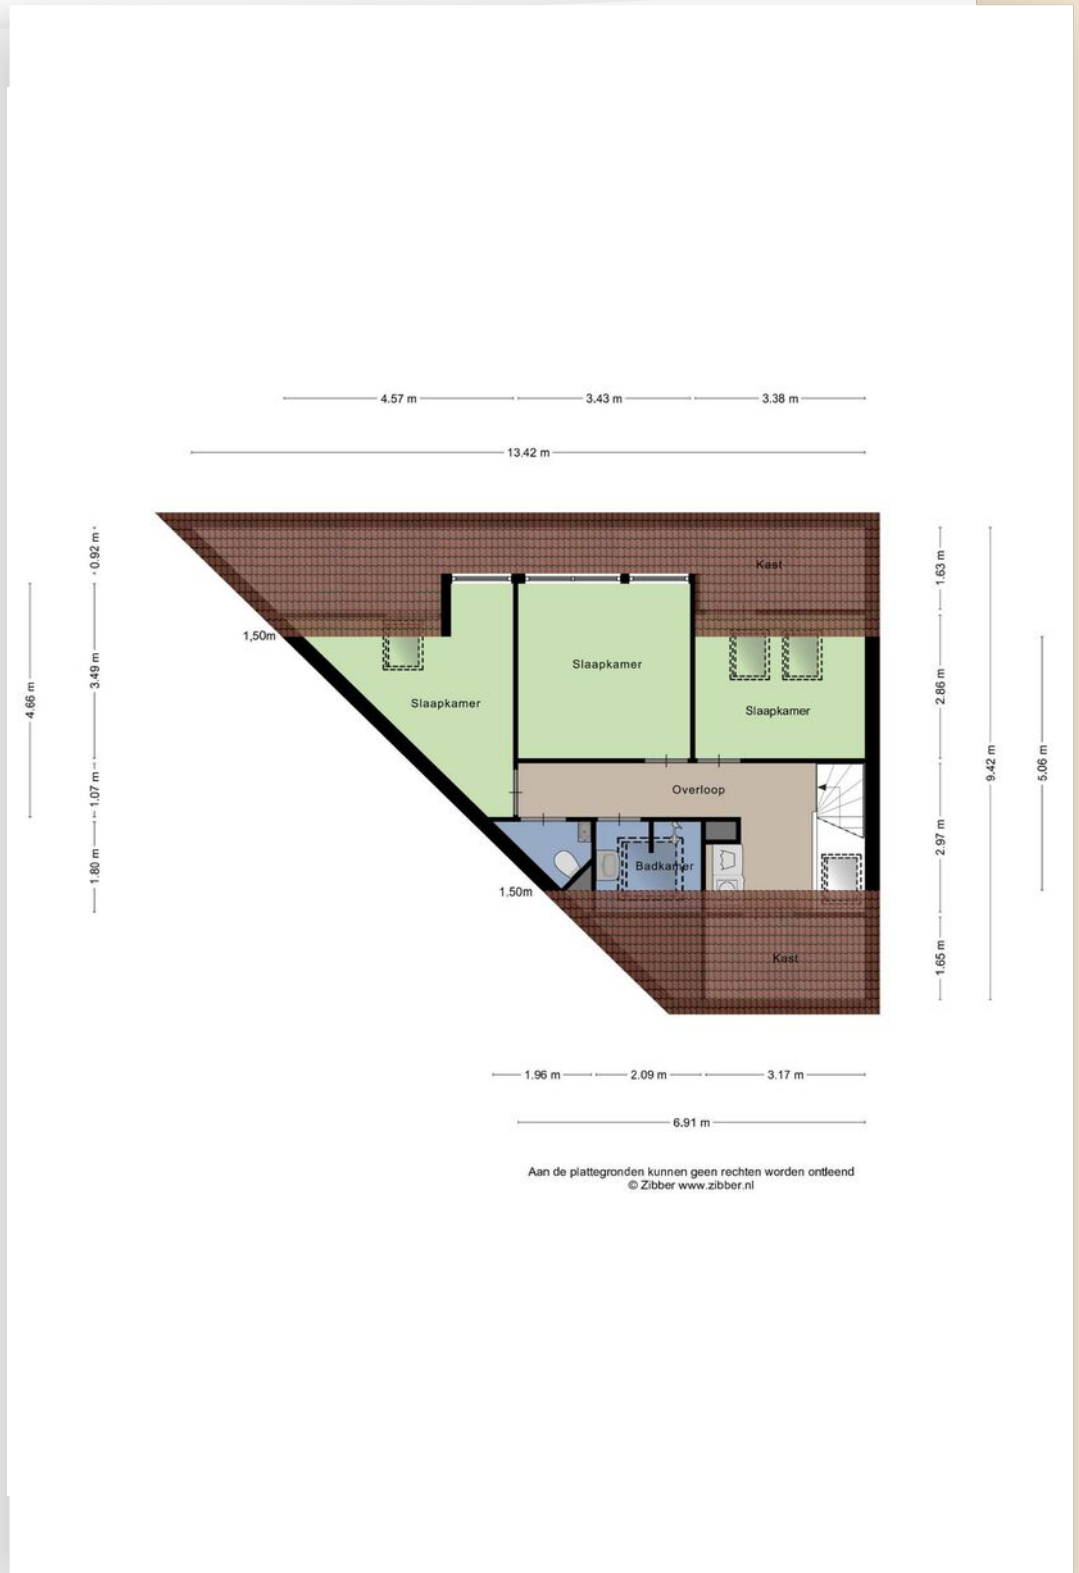 4.57 m
3.43 m
3.38 m
13.42 m
0.92 m
1.63 m
Kast
1,50m
Slaapkamer
3.49 m
4.66 m
Slaapkamer
2.86 m
Slaapkamer
9.42 m
5.06 m
1.07 m
Overloop
2.97 m
1.80 m
Badkamer
1,50m
1.65 m
Kast
1.96 m
2.09 m
3.17 m
6.91 m
Aan de plattegronden kunnen geen rechten worden ontleend
© Zibber www.zibber.nl